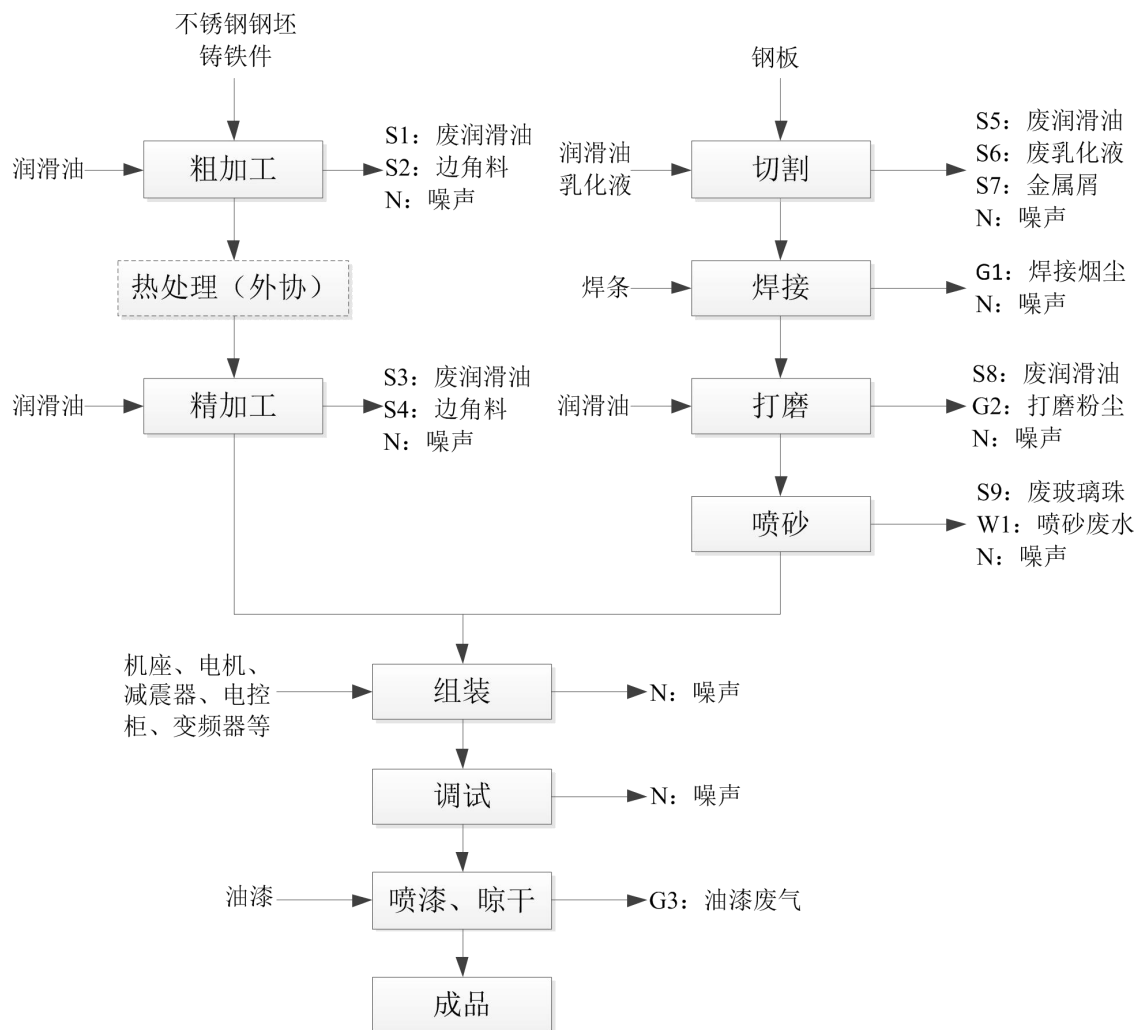 不锈钢钢坯
铸铁件
润滑油
粗加工
S1：废润滑油
S2：边角料
N：噪声
热处理（外协）
润滑油
精加工
S3：废润滑油
S4：边角料
N：噪声
钢板
润滑油
乳化液
切割
S5：废润滑油
S6：废乳化液
S7：金属屑
N：噪声
焊条
焊接
G1：焊接烟尘
N：噪声
润滑油
打磨
S8：废润滑油
G2：打磨粉尘
N：噪声
喷砂
S9：废玻璃珠
W1：喷砂废水
N：噪声
机座、电机、
减震器、电控
柜、变频器等
组装
N：噪声
调试
N：噪声
油漆
喷漆、晾干
G3：油漆废气
成品